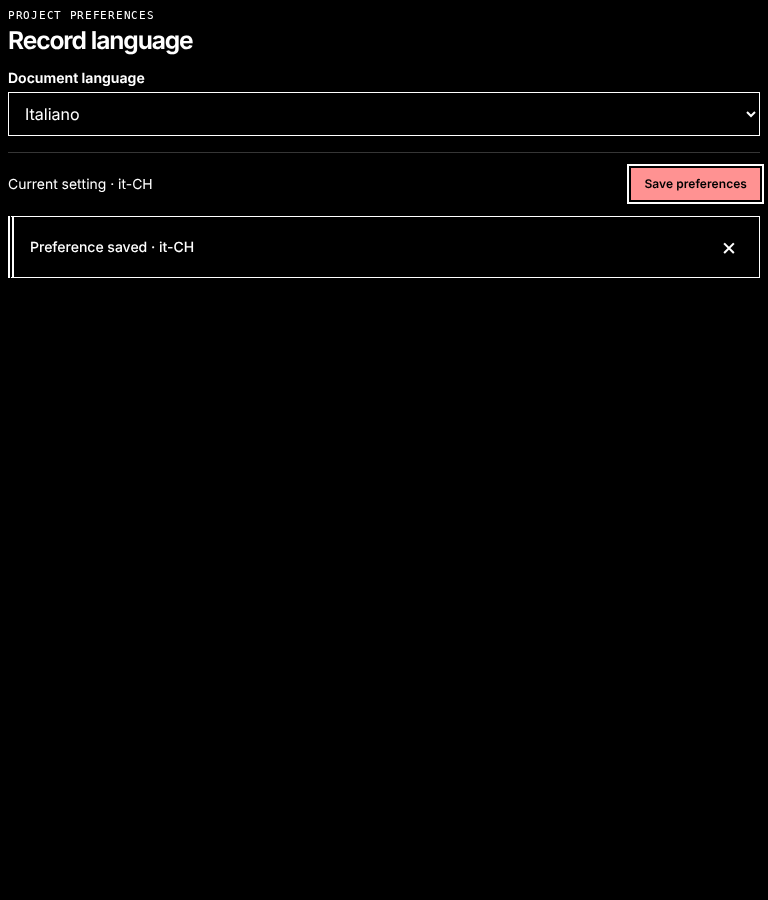 PROJECT PREFERENCES
Record language
Document language
Italiano
Current setting · it-CH
Save preferences
Preference saved · it-CH
×